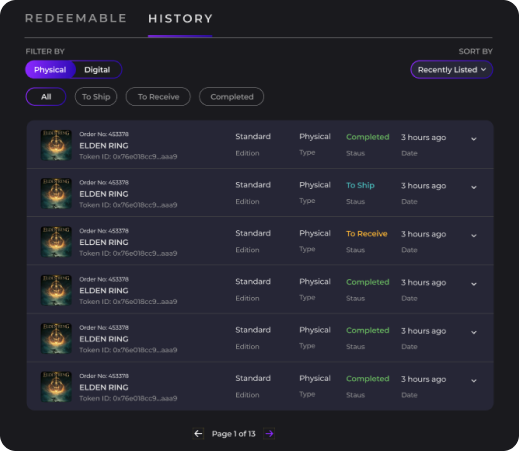 REDEEMABLE HISTORY
FILTER BY SORT BY
Physical Digital Recently Listed
All To Ship To Receive Completed
Order No: 453378
ELDEN RING
Token ID: 0x76e018cc9...aaa9
Standard
Edition
Physical
Type
Completed
Staus
3 hours ago
Date
Order No: 453378
ELDEN RING
Token ID: 0x76e018cc9...aaa9
Standard
Edition
Physical
Type
To Ship
Staus
3 hours ago
Date
Order No: 453378
ELDEN RING
Token ID: 0x76e018cc9...aaa9
Standard
Edition
Physical
Type
To Receive
Staus
3 hours ago
Date
Order No: 453378
ELDEN RING
Token ID: 0x76e018cc9...aaa9
Standard
Edition
Physical
Type
Completed
Staus
3 hours ago
Date
Order No: 453378
ELDEN RING
Token ID: 0x76e018cc9...aaa9
Standard
Edition
Physical
Type
Completed
Staus
3 hours ago
Date
Order No: 453378
ELDEN RING
Token ID: 0x76e018cc9...aaa9
Standard
Edition
Physical
Type
Completed
Staus
3 hours ago
Date
Page 1 of 13